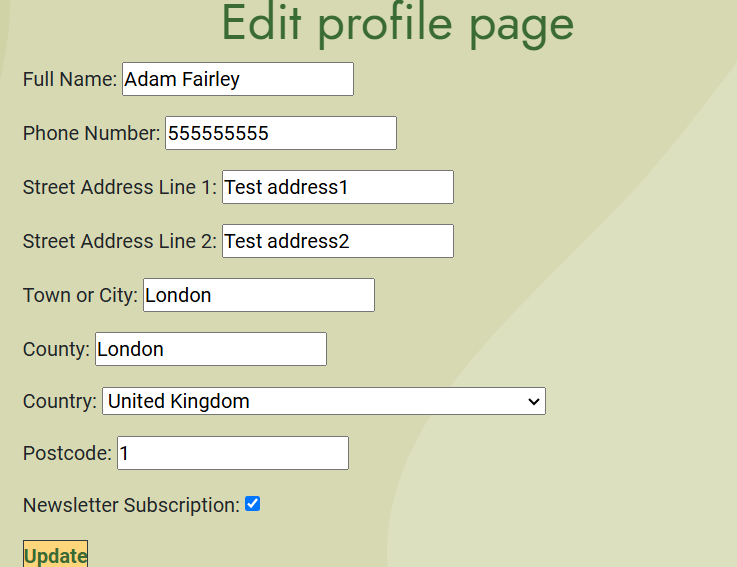 Edit profile page
Full Name: Adam Fairley
Phone Number: 555555555
Street Address Line 1: Test address1
Street Address Line 2: Test address2
Town or City: London
County: London
Country: United Kingdom
Postcode: 1
Newsletter Subscription:
Update